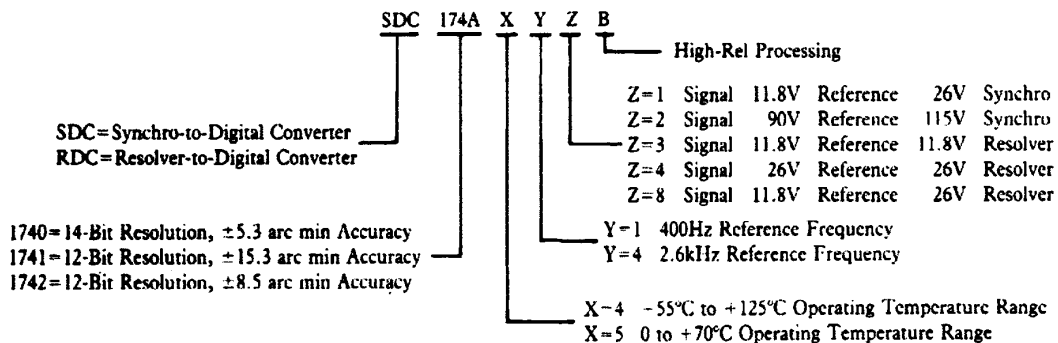 SDC 174A X Y Z B
High-Rel Processing
Z=1 Signal 11.8V Reference 26V Synchro
Z=2 Signal 90V Reference 115V Synchro
Z=3 Signal 11.8V Reference 11.8V Resolver
Z=4 Signal 26V Reference 26V Resolver
Z=8 Signal 11.8V Reference 26V Resolver
SDC=Synchro-to-Digital Converter
RDC=Resolver-to-Digital Converter
Y=1 400Hz Reference Frequency
Y=4 2.6kHz Reference Frequency
1740=14-Bit Resolution, ±5.3 arc min Accuracy
1741=12-Bit Resolution, ±15.3 arc min Accuracy
1742=12-Bit Resolution, ±8.5 arc min Accuracy
X=4 -55°C to +125°C Operating Temperature Range
X=5 0 to +70°C Operating Temperature Range